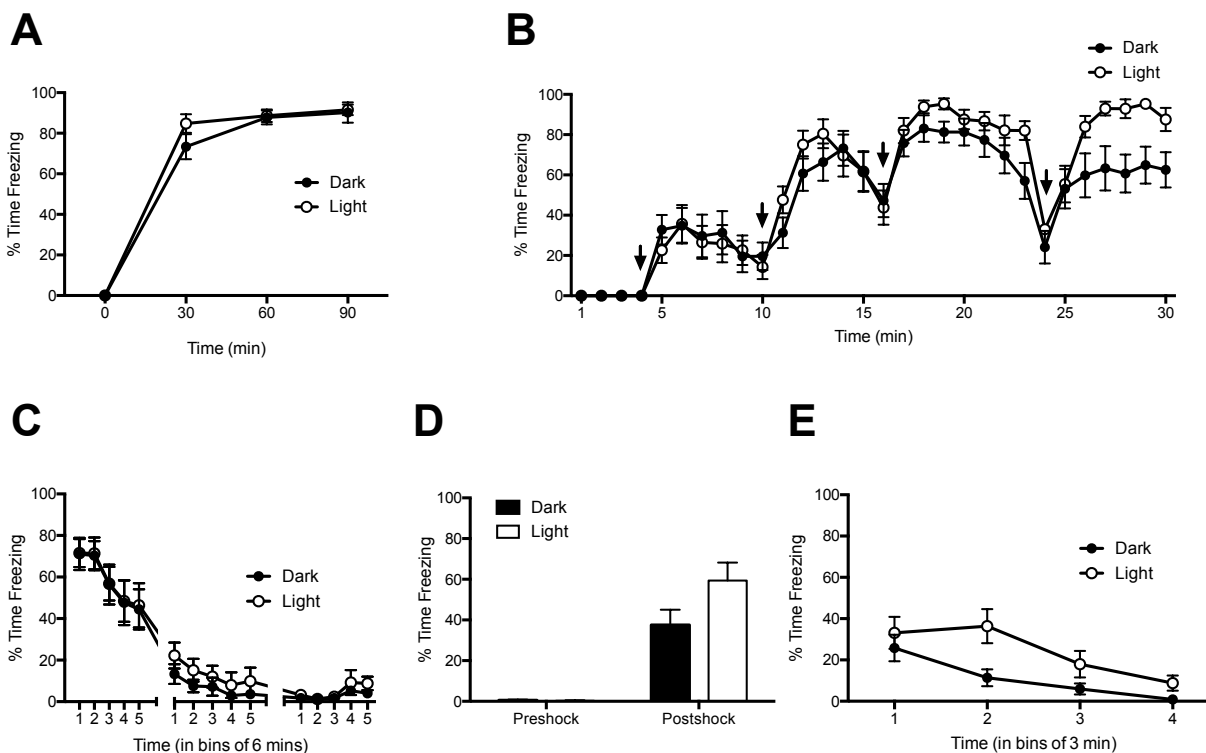 A
% Time Freezing
100
80
60
40
20
0
0 30 60 90
Time (min)
Dark
Light
B
Dark
Light
% Time Freezing
100
80
60
40
20
0
1 5 10 15 20 25 30
Time (min)
C
% Time Freezing
100
80
60
40
20
0
1 2 3 4 5 1 2 3 4 5 1 2 3 4 5
Time (in bins of 6 mins)
Dark
Light
D
% Time Freezing
100
80
60
40
20
0
Dark
Light
Preshock Postshock
E
% Time Freezing
100
80
60
40
20
0
Dark
Light
1 2 3 4
Time (in bins of 3 min)